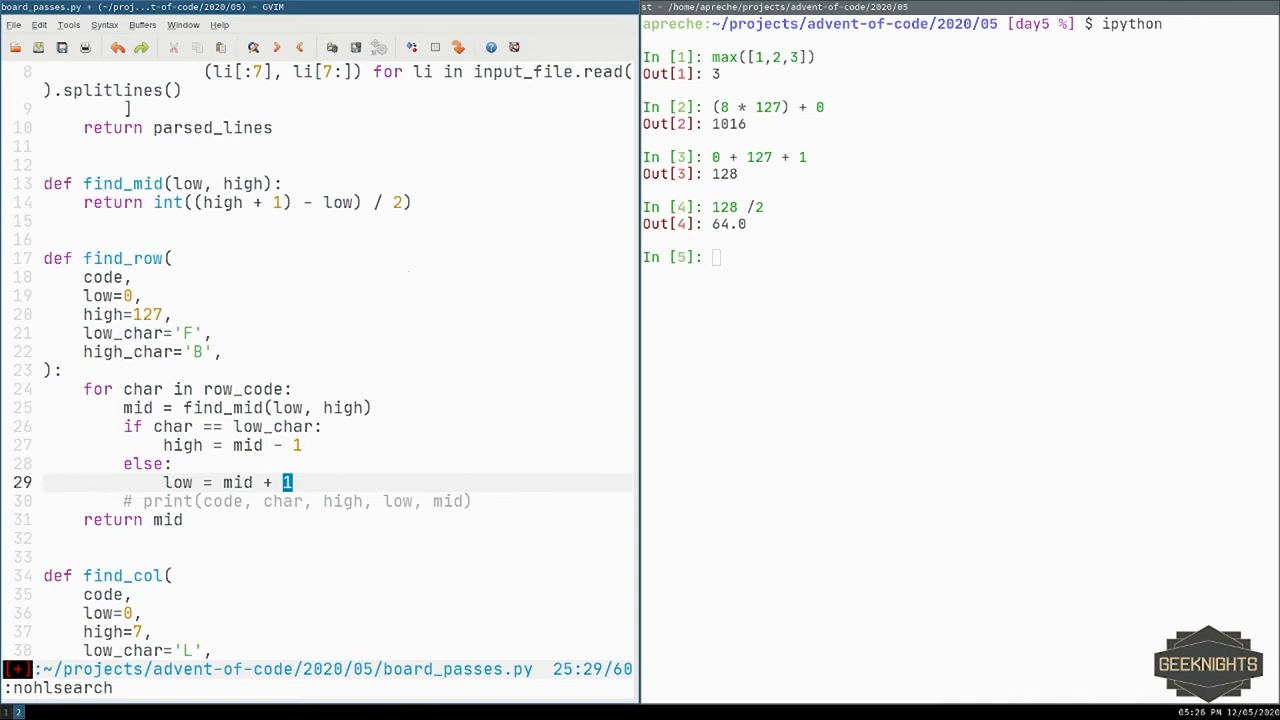 board_passes.py + (~/proj...t-of-code/2020/05) - GVIM
File Edit Tools Syntax Buffers Window Help
8 (li[:7], li[7:]) for li in input_file.read(
).splitlines()
9 ]
10 return parsed_lines
11
12
13 def find_mid(low, high):
14 return int((high + 1) - low) / 2)
15
16
17 def find_row(
18 code,
19 low=0,
20 high=127,
21 low_char='F',
22 high_char='B',
23 ):
24 for char in row_code:
25 mid = find_mid(low, high)
26 if char == low_char:
27 high = mid - 1
28 else:
29 low = mid + 1
30 # print(code, char, high, low, mid)
31 return mid
32
33
34 def find_col(
35 code,
36 low=0,
37 high=7,
38 low_char='L',
[+]:~/projects/advent-of-code/2020/05/board_passes.py 25:29/60
:nohlsearch
st - /home/apreche/projects/advent-of-code/2020/05
apreche:~/projects/advent-of-code/2020/05 [day5 %] $ ipython
In [1]: max([1,2,3])
Out[1]: 3
In [2]: (8 * 127) + 0
Out[2]: 1016
In [3]: 0 + 127 + 1
Out[3]: 128
In [4]: 128 /2
Out[4]: 64.0
In [5]:
GEEKNIGHTS
1 2 05:26 PM 12/05/2020